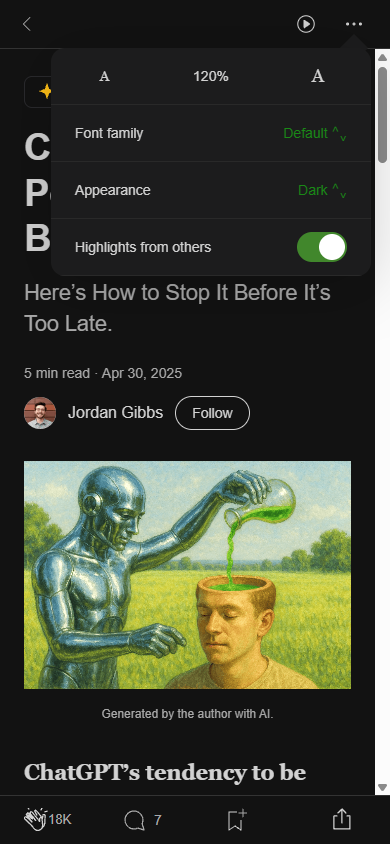 A 120% A
Font family Default
Appearance Dark
Highlights from others
C
P
B
Here’s How to Stop It Before It’s
Too Late.
5 min read · Apr 30, 2025
Jordan Gibbs Follow
Generated by the author with AI.
ChatGPT’s tendency to be
18K 7